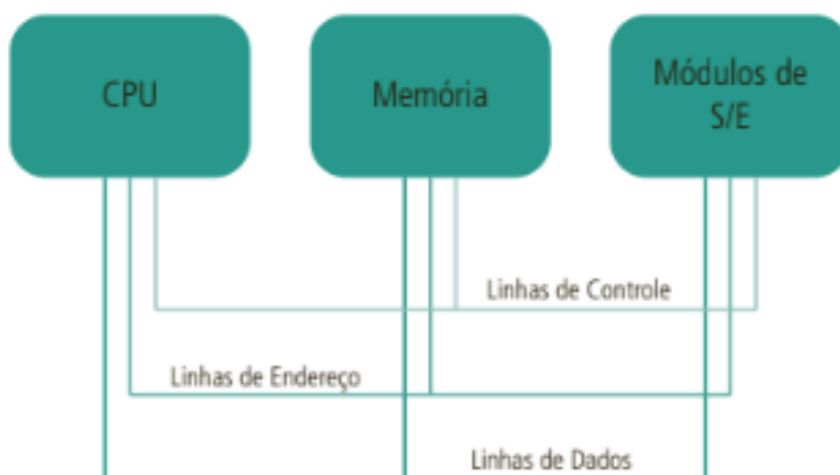 CPU
Memória
Módulos de
S/E
Linhas de Controle
Linhas de Endereço
Linhas de Dados